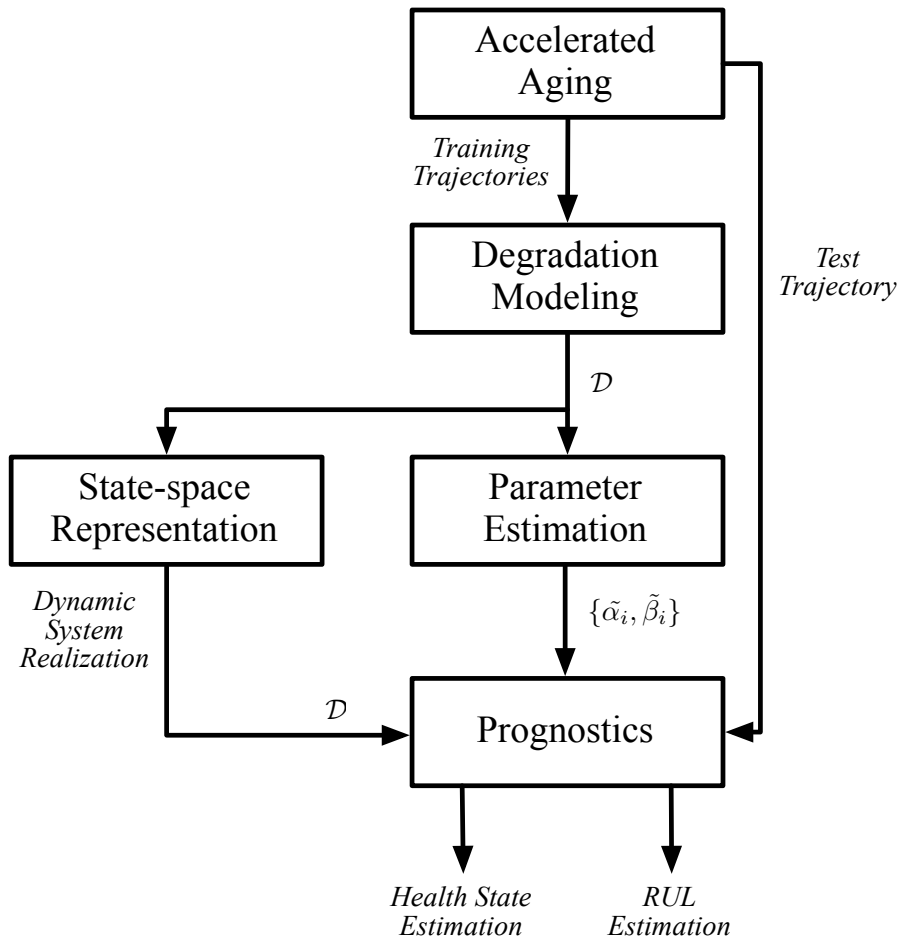 Accelerated
Aging
Training
Trajectories
Degradation
Modeling
Test
Trajectory
𝒟
State-space
Representation
Parameter
Estimation
Dynamic
System
Realization
{α̃ᵢ, β̃ᵢ}
𝒟
Prognostics
Health State
Estimation
RUL
Estimation